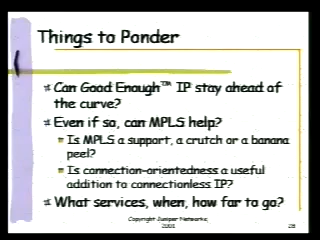 Things to Ponder
Can Good Enough™ IP stay ahead of
the curve?
Even if so, can MPLS help?
Is MPLS a support, a crutch or a banana
peel?
Is connection-orientedness a useful
addition to connectionless IP?
What services, when, how far to go?
Copyright Juniper Networks,
2001
28